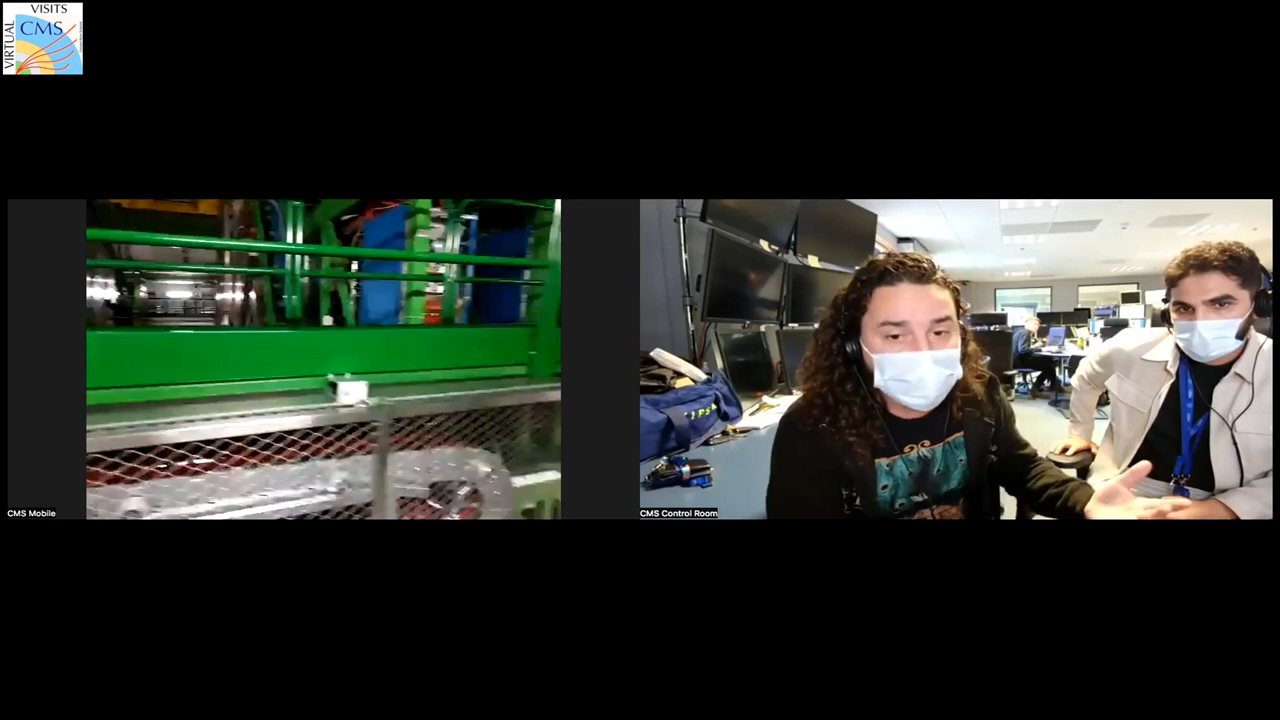 VISITS
CMS
VIRTUAL
CMS Mobile
CMS Control Room